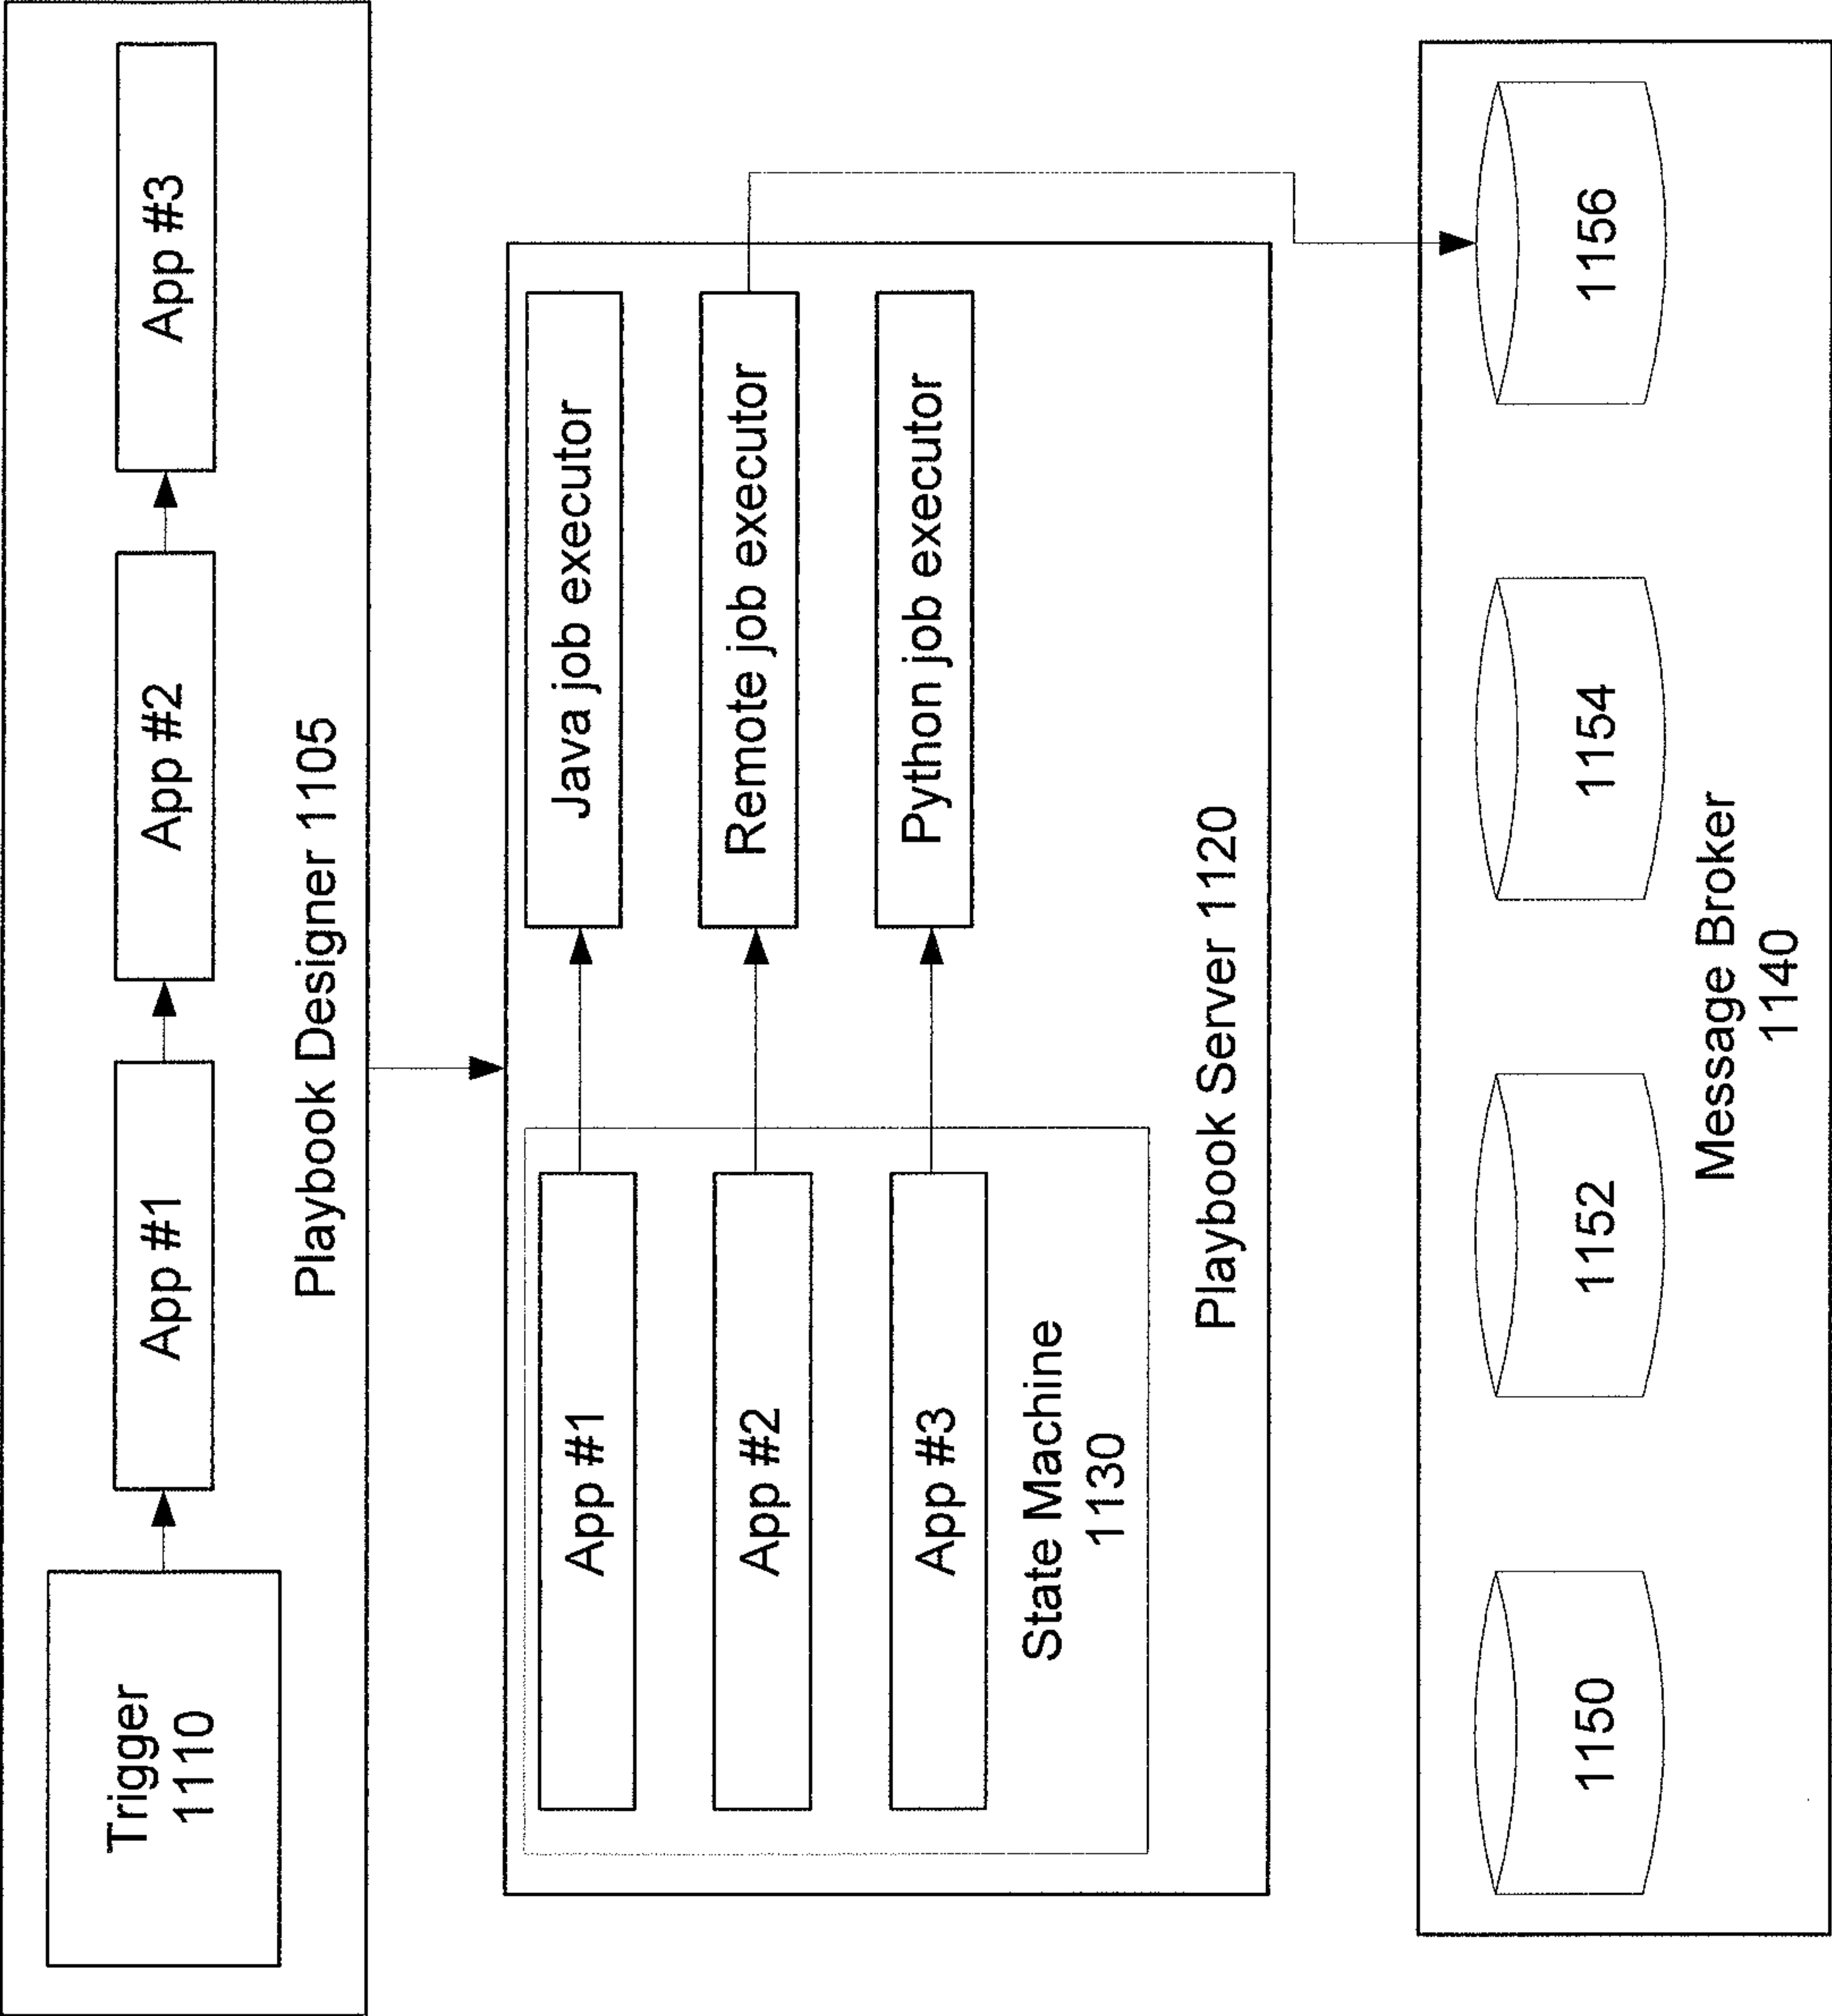 Trigger
1110
App #1
App #2
App #3
Playbook Designer 1105
App #1
Java job executor
App #2
Remote job executor
App #3
Python job executor
State Machine
1130
Playbook Server 1120
1150
1152
1154
1156
Message Broker
1140